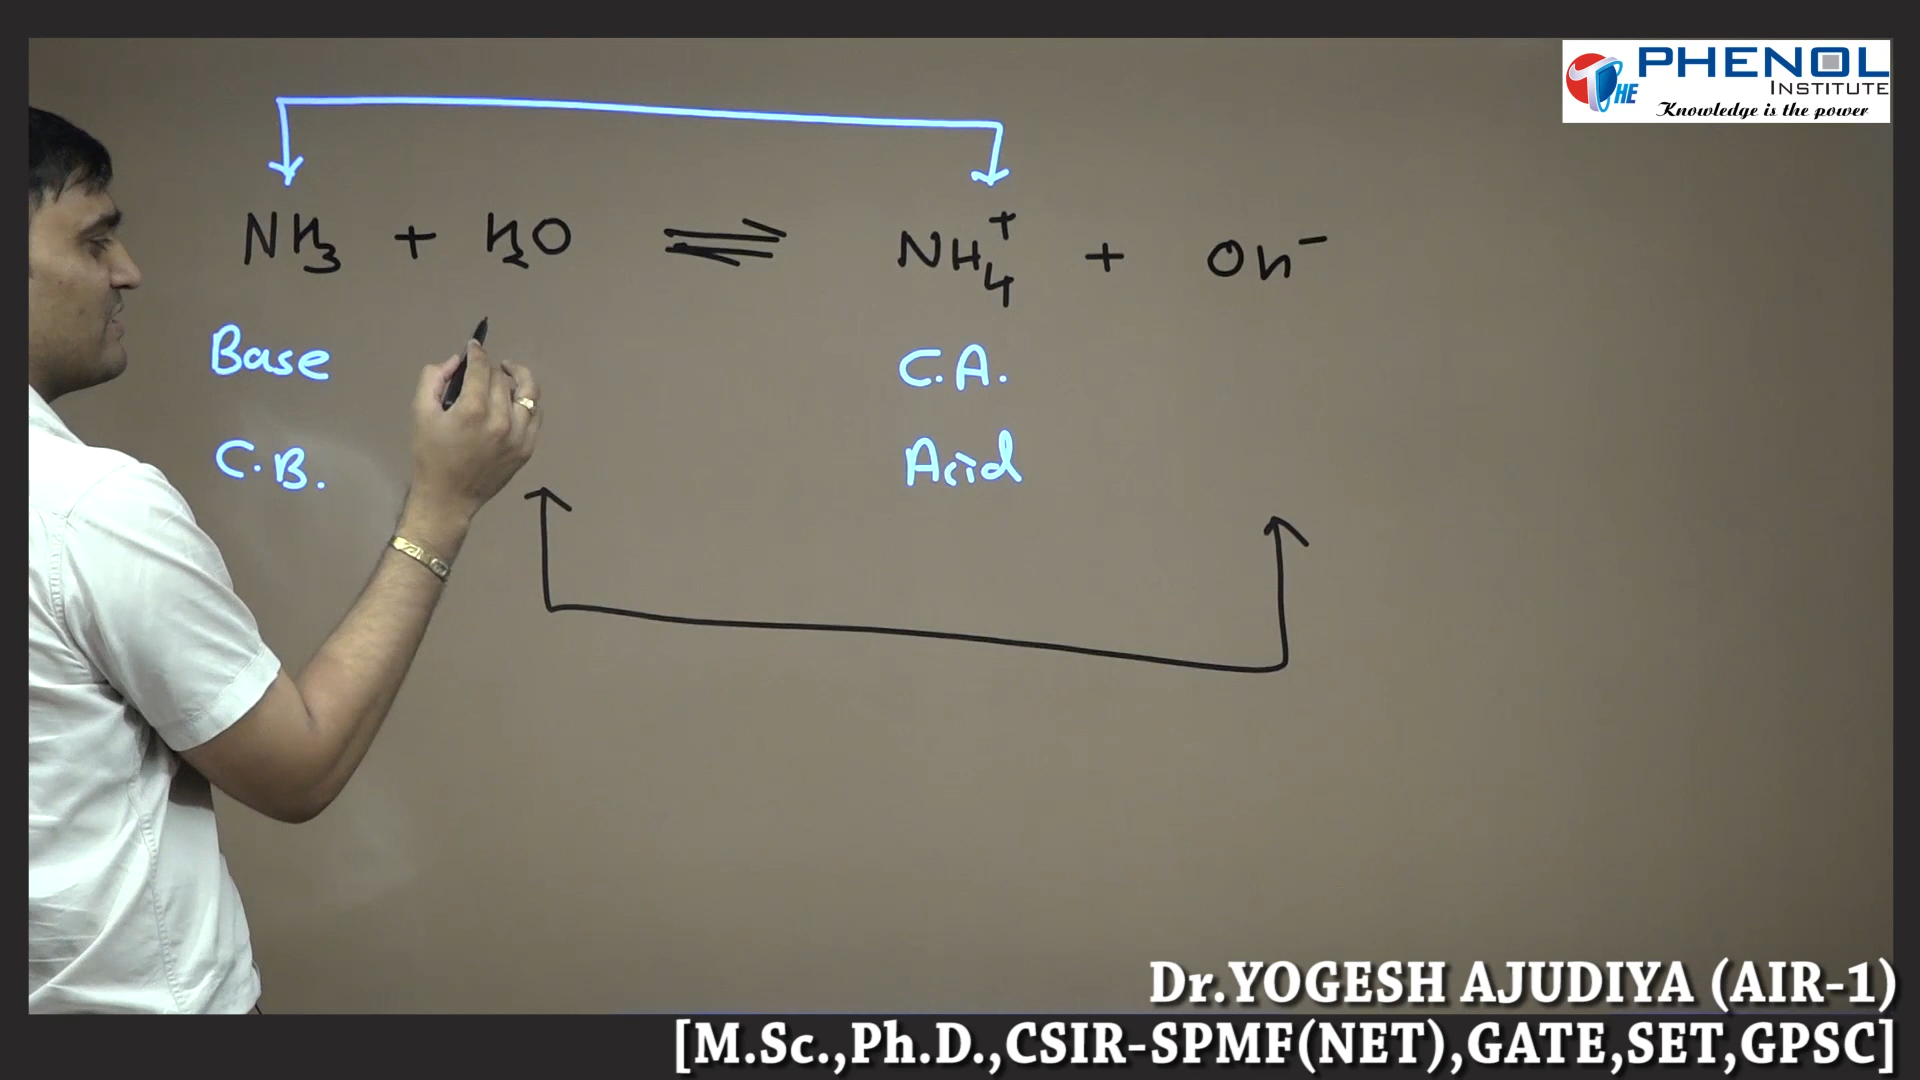 THE PHENOL
INSTITUTE
Knowledge is the power
NH3 + H2O ⇌ NH4+ + OH-
Base C.A.
C.B. Acid
Dr.YOGESH AJUDIYA (AIR-1)
[M.Sc.,Ph.D.,CSIR-SPMF(NET),GATE,SET,GPSC]